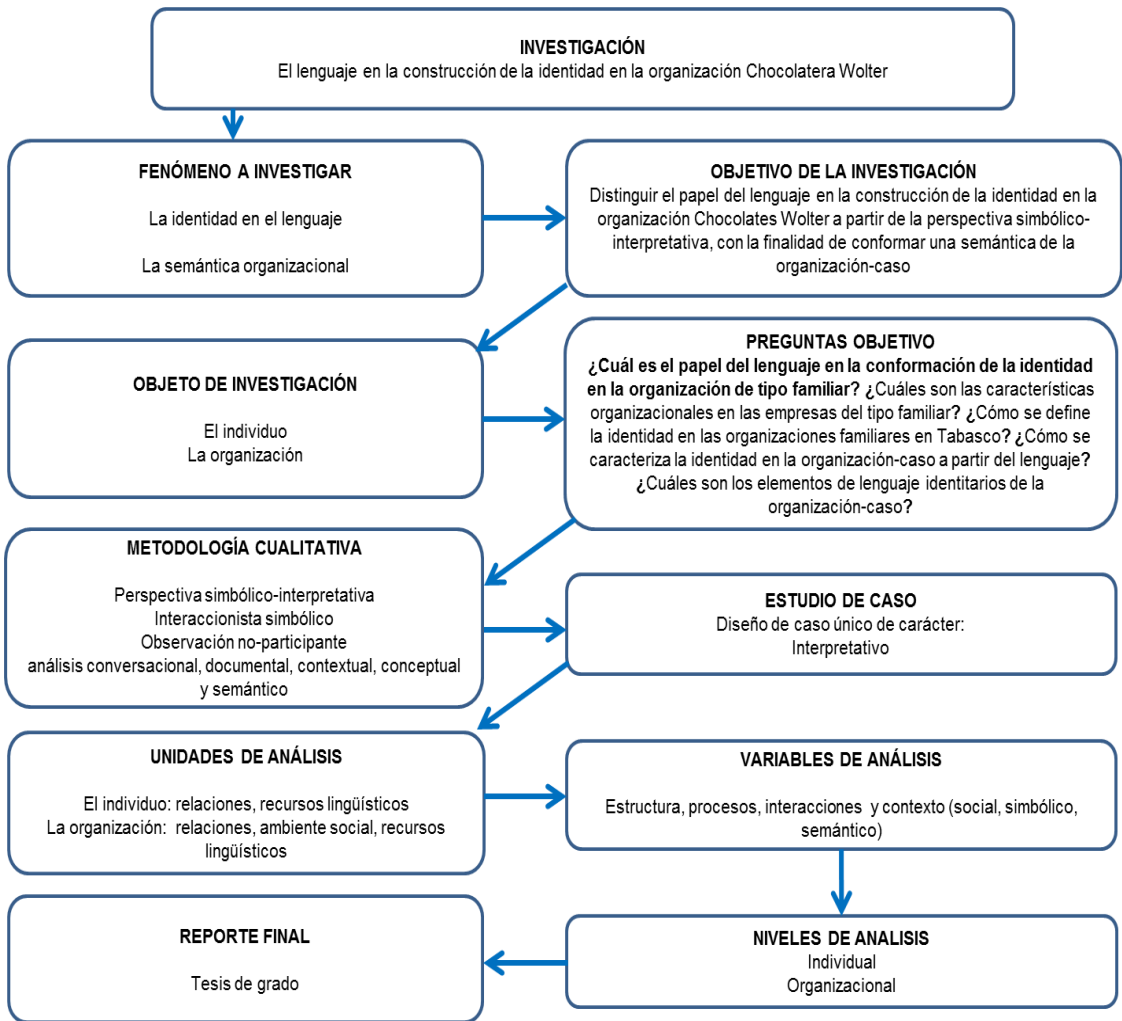 INVESTIGACIÓN
El lenguaje en la construcción de la identidad en la organización Chocolatera Wolter
FENÓMENO A INVESTIGAR
La identidad en el lenguaje
La semántica organizacional
OBJETIVO DE LA INVESTIGACIÓN
Distinguir el papel del lenguaje en la construcción de la identidad en la
organización Chocolates Wolter a partir de la perspectiva simbólico-
interpretativa, con la finalidad de conformar una semántica de la
organización-caso
OBJETO DE INVESTIGACIÓN
El individuo
La organización
PREGUNTAS OBJETIVO
¿Cuál es el papel del lenguaje en la conformación de la identidad
en la organización de tipo familiar? ¿Cuáles son las características
organizacionales en las empresas del tipo familiar? ¿Cómo se define
la identidad en las organizaciones familiares en Tabasco? ¿Cómo se
caracteriza la identidad en la organización-caso a partir del lenguaje?
¿Cuáles son los elementos de lenguaje identitarios de la
organización-caso?
METODOLOGÍA CUALITATIVA
Perspectiva simbólico-interpretativa
Interaccionista simbólico
Observación no-participante
análisis conversacional, documental, contextual, conceptual
y semántico
ESTUDIO DE CASO
Diseño de caso único de carácter:
Interpretativo
UNIDADES DE ANÁLISIS
El individuo: relaciones, recursos lingüísticos
La organización: relaciones, ambiente social, recursos
lingüísticos
VARIABLES DE ANÁLISIS
Estructura, procesos, interacciones y contexto (social, simbólico,
semántico)
REPORTE FINAL
Tesis de grado
NIVELES DE ANALISIS
Individual
Organizacional